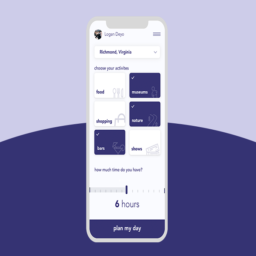 Logan Days
Richmond, Virginia
choose your activities
food
museums
shopping
nature
bars
shows
how much time do you have?
6 hours
plan my day